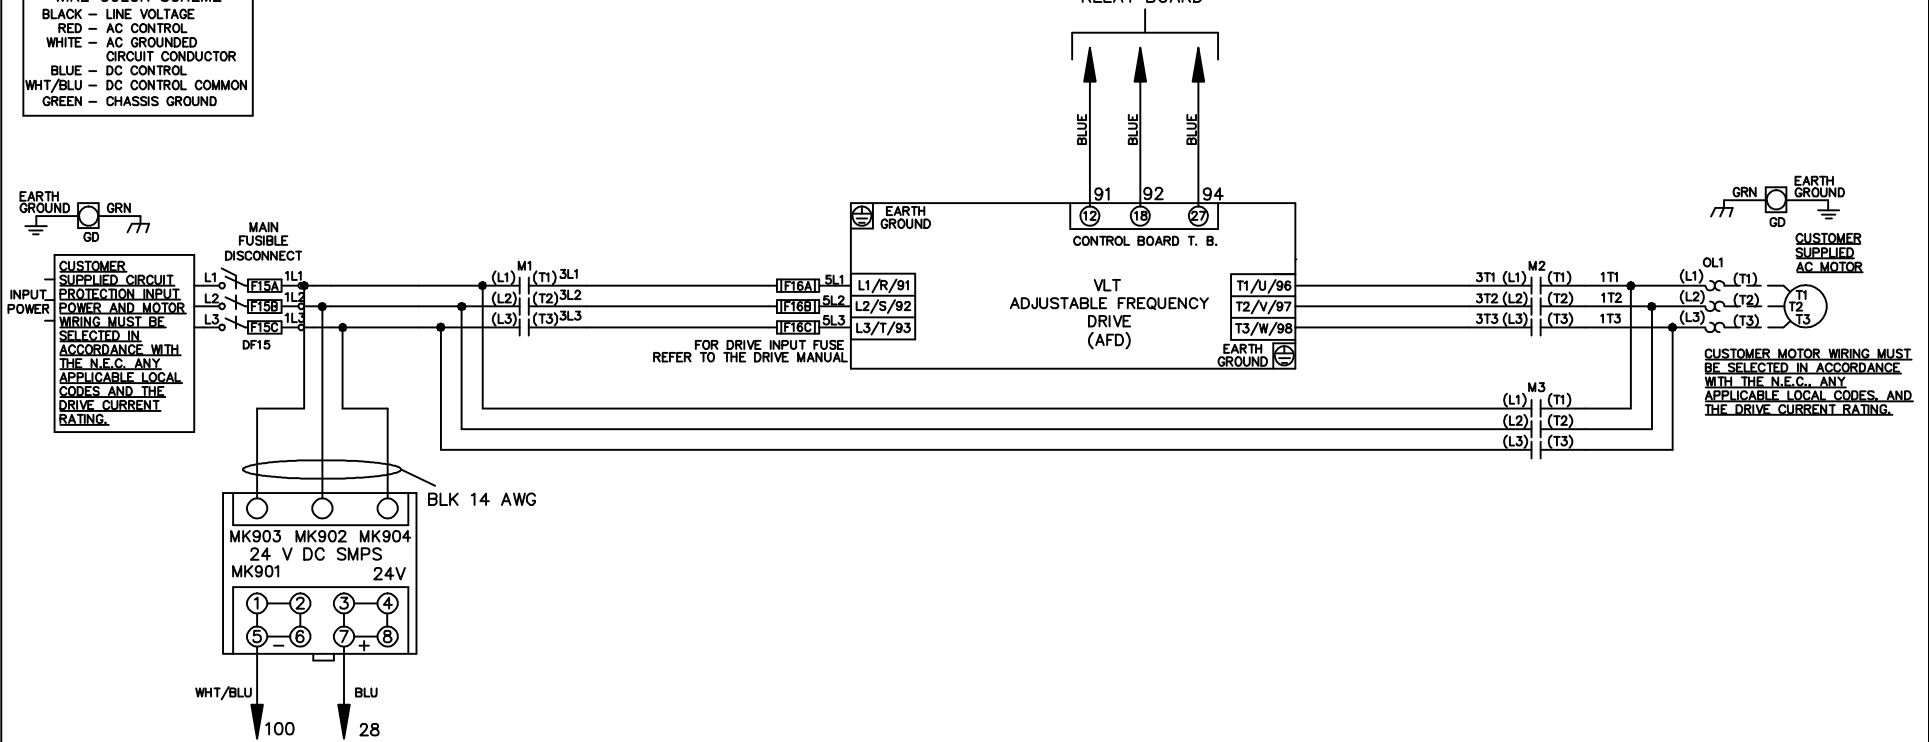 WIRE COLOR SCHEME
BLACK – LINE VOLTAGE
RED – AC CONTROL
WHITE – AC GROUNDED
CIRCUIT CONDUCTOR
BLUE – DC CONTROL
WHT/BLU – DC CONTROL COMMON
GREEN – CHASSIS GROUND
RELAY BOARD
BLUE
BLUE
BLUE
91
92
94
12
18
27
CONTROL BOARD T. B.
EARTH
GROUND
GRN
GD
MAIN
FUSIBLE
DISCONNECT
INPUT
POWER
CUSTOMER
SUPPLIED CIRCUIT
PROTECTION INPUT
POWER AND MOTOR
WIRING MUST BE
SELECTED IN
ACCORDANCE WITH
THE N.E.C. ANY
APPLICABLE LOCAL
CODES AND THE
DRIVE CURRENT
RATING.
L1
F15A
1L1
L2
F15B
1L2
L3
F15C
1L3
DF15
M1
(L1)
(T1)
3L1
(L2)
(T2)
3L2
(L3)
(T3)
3L3
F16A
5L1
F16B
5L2
F16C
5L3
FOR DRIVE INPUT FUSE
REFER TO THE DRIVE MANUAL
EARTH
GROUND
L1/R/91
L2/S/92
L3/T/93
VLT
ADJUSTABLE FREQUENCY
DRIVE
(AFD)
T1/U/96
T2/V/97
T3/W/98
EARTH
GROUND
M2
3T1 (L1)
(T1)
1T1
3T2 (L2)
(T2)
1T2
3T3 (L3)
(T3)
1T3
M3
(L1)
(T1)
(L2)
(T2)
(L3)
(T3)
OL1
(L1)
(T1)
(L2)
(T2)
(L3)
(T3)
T1
T2
T3
GRN
EARTH
GROUND
GD
CUSTOMER
SUPPLIED
AC MOTOR
CUSTOMER MOTOR WIRING MUST
BE SELECTED IN ACCORDANCE
WITH THE N.E.C., ANY
APPLICABLE LOCAL CODES, AND
THE DRIVE CURRENT RATING.
BLK 14 AWG
MK903 MK902 MK904
24 V DC SMPS
MK901
24V
1
2
3
4
5
–
6
7
+
8
WHT/BLU
BLU
100
28